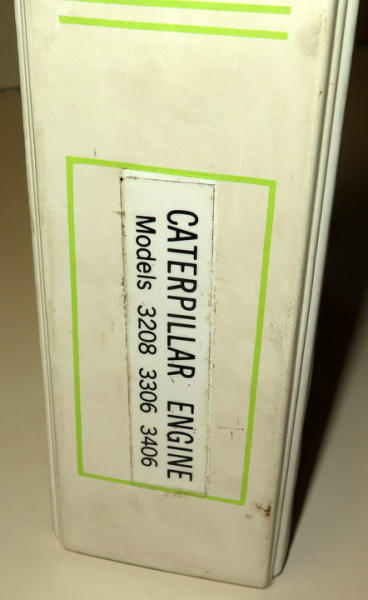 CATERPILLAR ENGINE
Models 3208 3306 3406